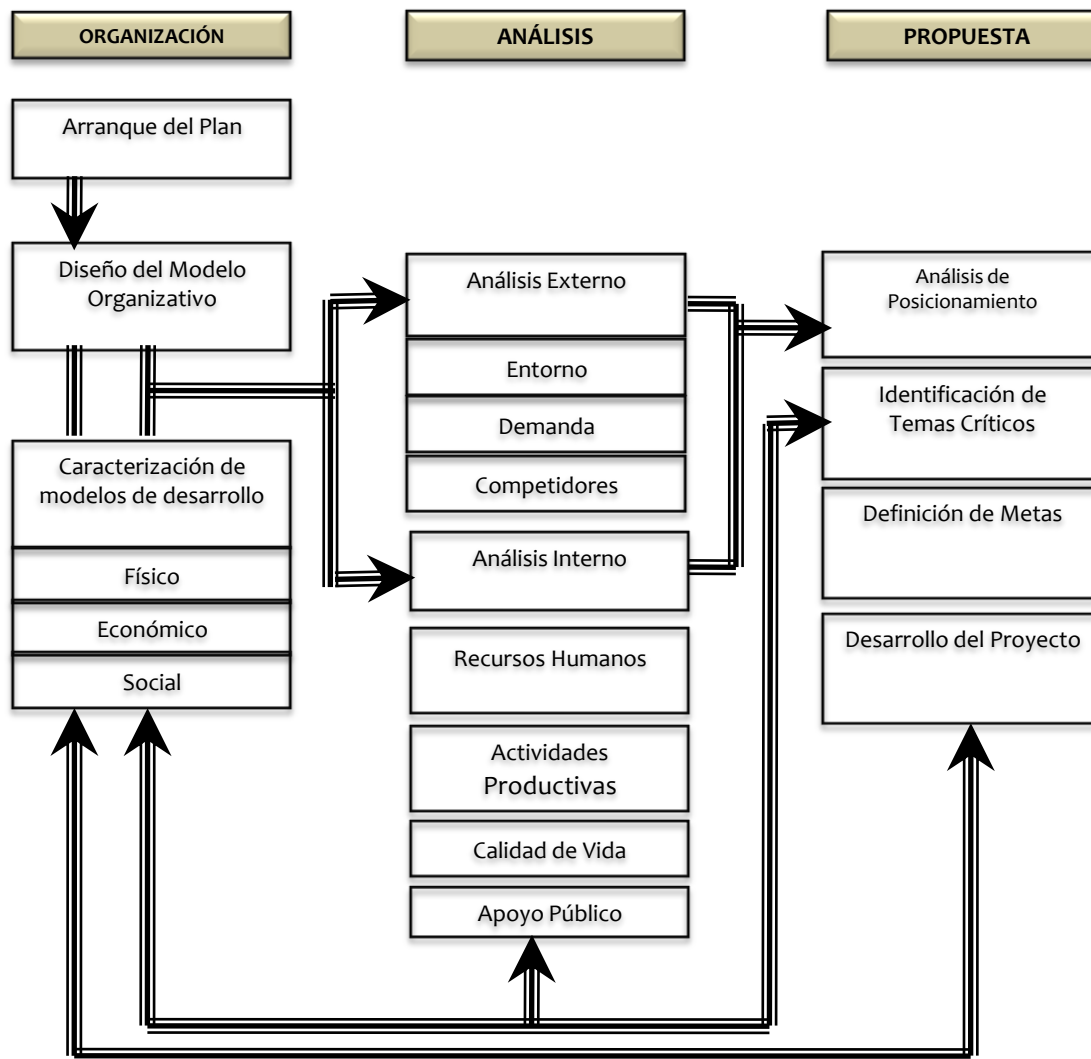 ORGANIZACIÓN
Arranque del Plan
Diseño del Modelo
Organizativo
Caracterización de
modelos de desarrollo
Físico
Económico
Social
ANÁLISIS
Análisis Externo
Entorno
Demanda
Competidores
Análisis Interno
Recursos Humanos
Actividades
Productivas
Calidad de Vida
Apoyo Público
PROPUESTA
Análisis de
Posicionamiento
Identificación de
Temas Críticos
Definición de Metas
Desarrollo del Proyecto